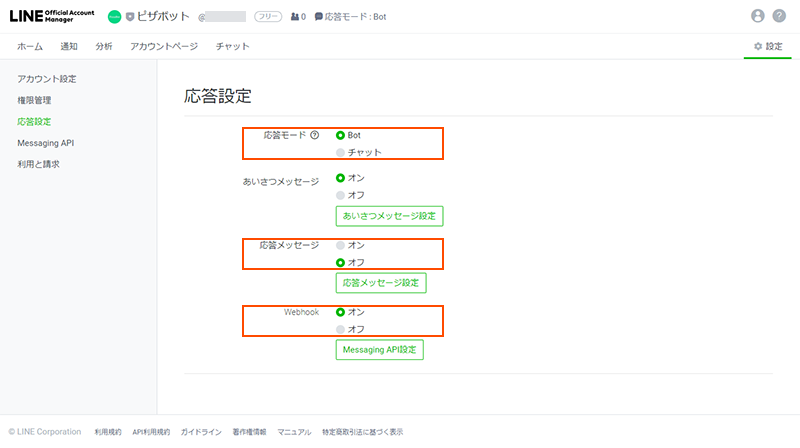 LINE Official Account Manager ピザボット @ フリー 0 応答モード : Bot
ホーム 通知 分析 アカウントページ チャット 設定
アカウント設定
権限管理
応答設定
Messaging API
利用と請求
応答設定
応答モード ? Bot
チャット
あいさつメッセージ オン
オフ
あいさつメッセージ設定
応答メッセージ オン
オフ
応答メッセージ設定
Webhook オン
オフ
Messaging API設定
© LINE Corporation 利用規約 API利用規約 ガイドライン 著作権情報 マニュアル 特定商取引法に基づく表示